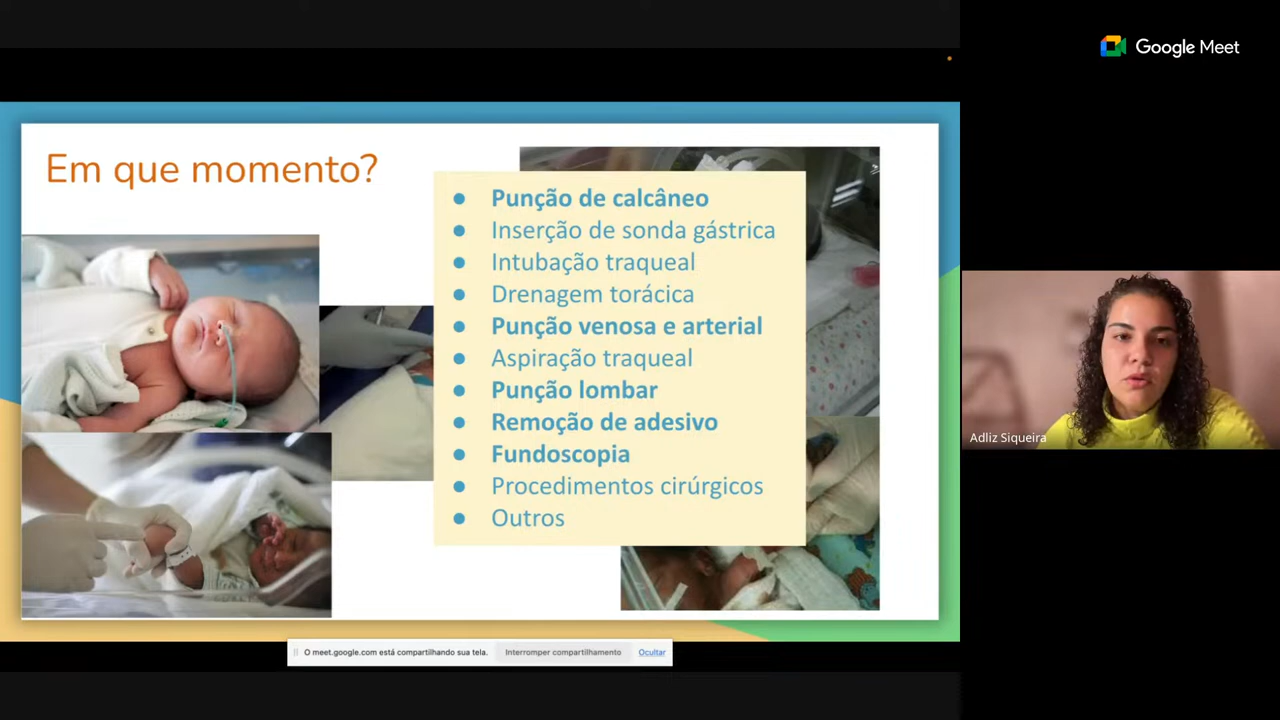 Google Meet
Em que momento?
● Punção de calcâneo
● Inserção de sonda gástrica
● Intubação traqueal
● Drenagem torácica
● Punção venosa e arterial
● Aspiração traqueal
● Punção lombar
● Remoção de adesivo
● Fundoscopia
● Procedimentos cirúrgicos
● Outros
Adliz Siqueira
O meet.google.com está compartilhando sua tela. Interromper compartilhamento Ocultar